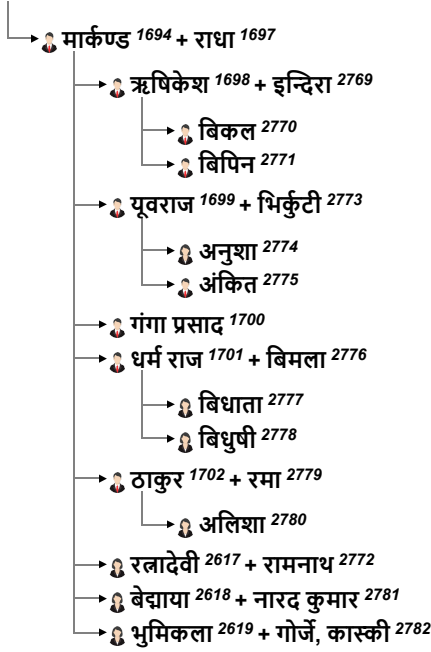 मार्कण्ड 1694 + राधा 1697
ऋषिकेश 1698 + इन्दिरा 2769
बिकल 2770
बिपिन 2771
यूवराज 1699 + भिर्कुटी 2773
अनुशा 2774
अंकित 2775
गंगा प्रसाद 1700
धर्म राज 1701 + बिमला 2776
बिधाता 2777
बिधुषी 2778
ठाकुर 1702 + रमा 2779
अलिशा 2780
रत्नादेवी 2617 + रामनाथ 2772
बेद्माया 2618 + नारद कुमार 2781
भुमिकला 2619 + गोर्जे, कास्की 2782